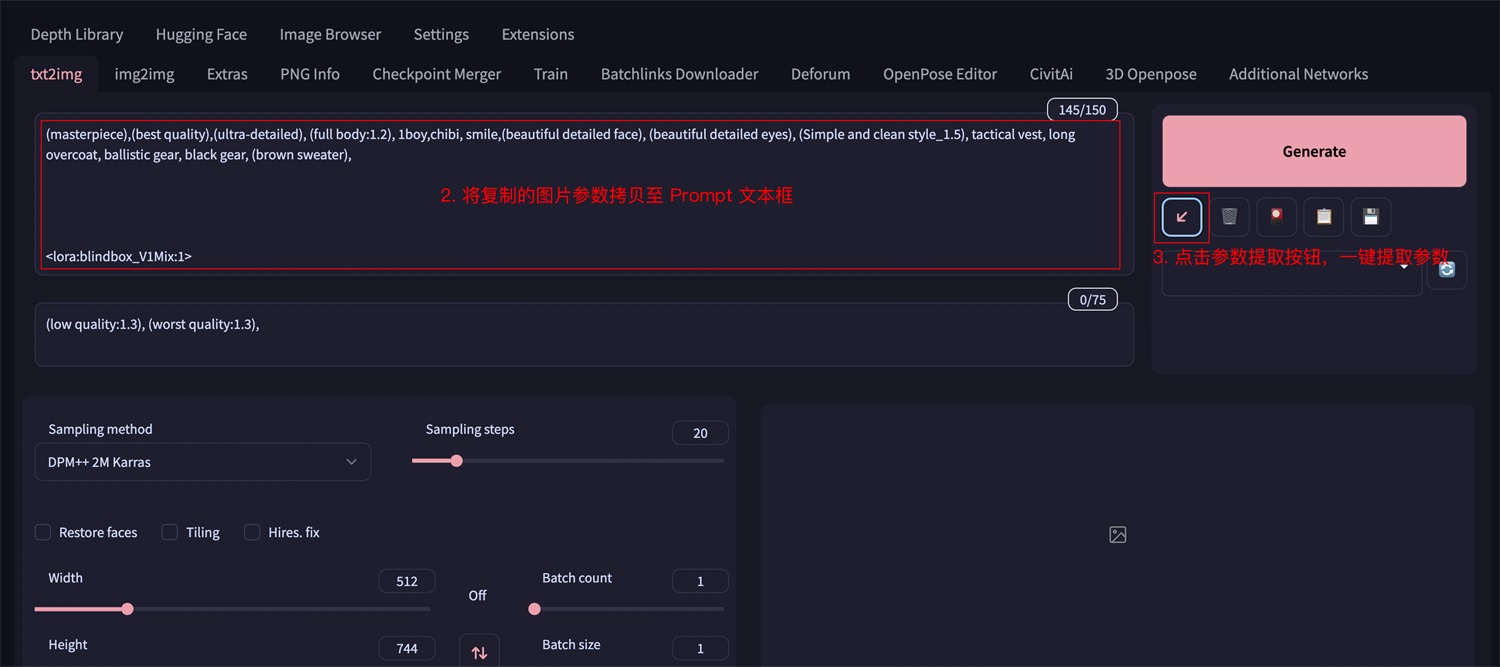 Depth Library Hugging Face Image Browser Settings Extensions
txt2img img2img Extras PNG Info Checkpoint Merger Train Batchlinks Downloader Deforum OpenPose Editor CivitAi 3D Openpose Additional Networks
145/150
(masterpiece),(best quality),(ultra-detailed), (full body:1.2), 1boy,chibi, smile,(beautiful detailed face), (beautiful detailed eyes), (Simple and clean style_1.5), tactical vest, long
overcoat, ballistic gear, black gear, (brown sweater),
2. 将复制的图片参数拷贝至 Prompt 文本框
<lora:blindbox_V1Mix:1>
Generate
3. 点击参数提取按钮，一键提取参数
0/75
(low quality:1.3), (worst quality:1.3),
Sampling method
DPM++ 2M Karras
Sampling steps 20
Restore faces Tiling Hires. fix
Width 512
Off
Batch count 1
Height 744
Batch size 1